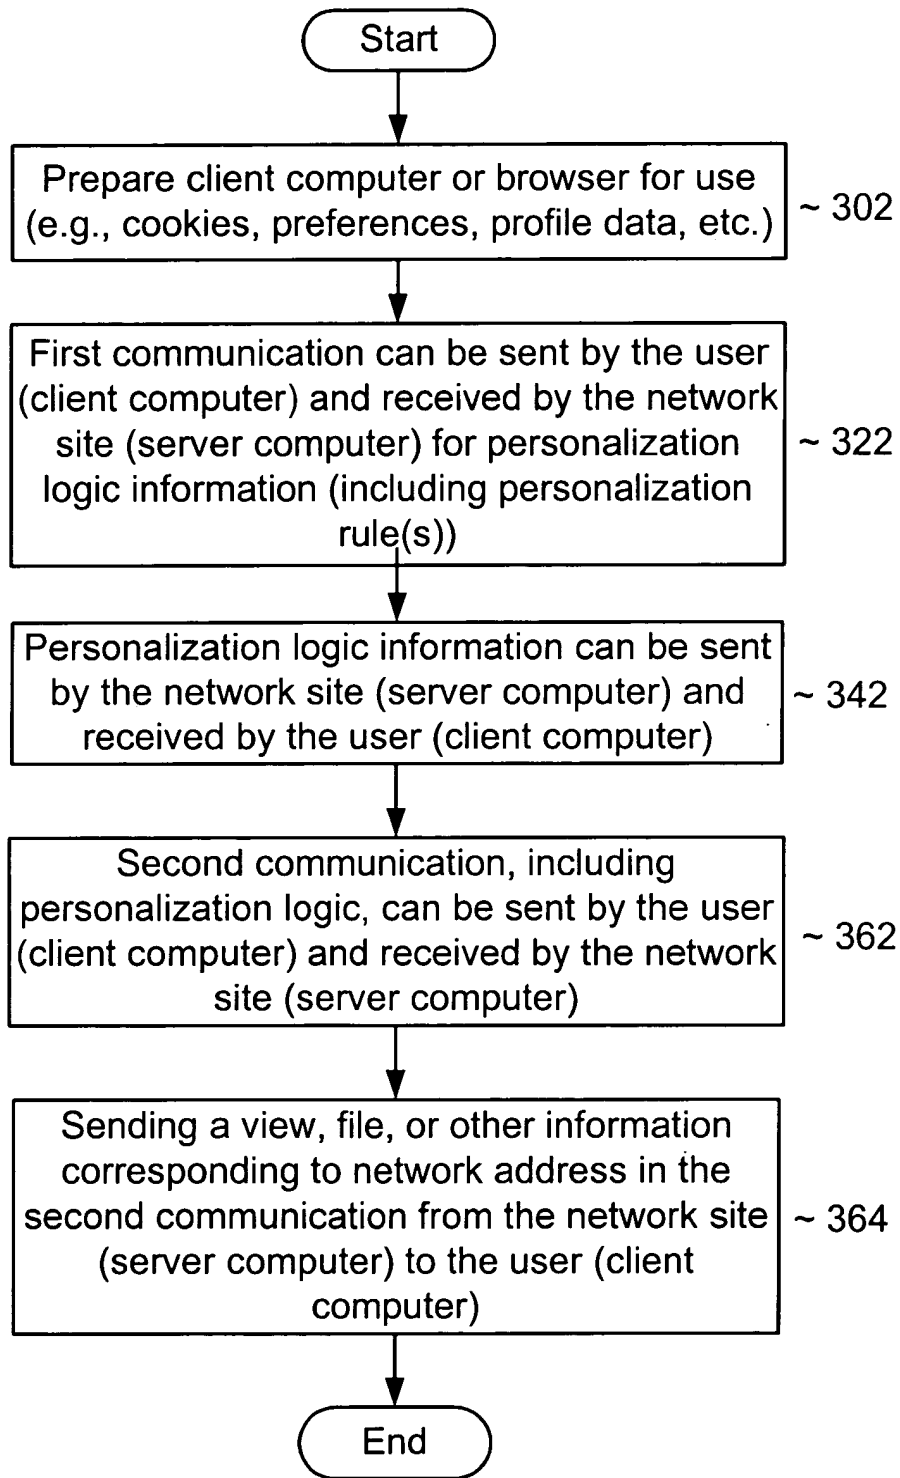 Start
Prepare client computer or browser for use
(e.g., cookies, preferences, profile data, etc.)
~ 302
First communication can be sent by the user
(client computer) and received by the network
site (server computer) for personalization
logic information (including personalization
rule(s))
~ 322
Personalization logic information can be sent
by the network site (server computer) and
received by the user (client computer)
~ 342
Second communication, including
personalization logic, can be sent by the user
(client computer) and received by the network
site (server computer)
~ 362
Sending a view, file, or other information
corresponding to network address in the
second communication from the network site
(server computer) to the user (client
computer)
~ 364
End